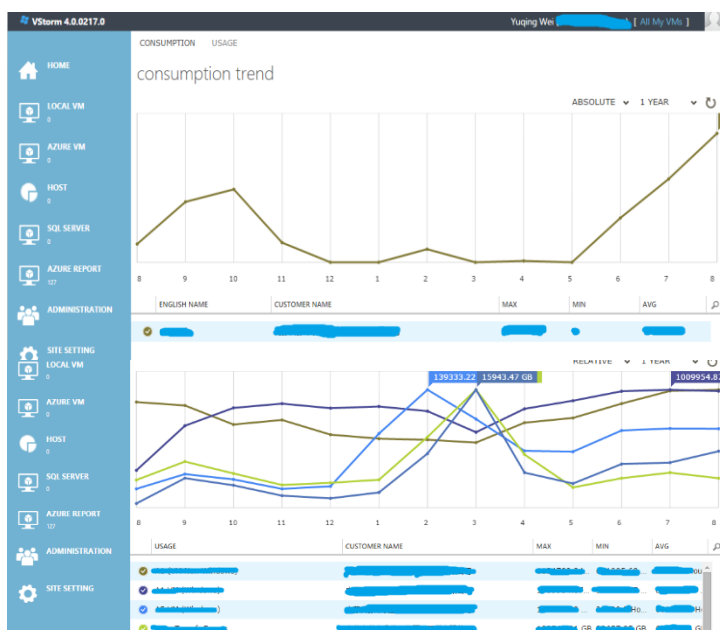 VStorm 4.0.0217.0
Yuqing Wei [ All My VMs ]
HOME
LOCAL VM
0
AZURE VM
0
HOST
0
SQL SERVER
0
AZURE REPORT
127
ADMINISTRATION
SITE SETTING
CONSUMPTION USAGE
consumption trend
ABSOLUTE 1 YEAR
8 9 10 11 12 1 2 3 4 5 6 7 8
ENGLISH NAME CUSTOMER NAME MAX MIN AVG
LOCAL VM
0
AZURE VM
0
HOST
0
SQL SERVER
0
AZURE REPORT
127
ADMINISTRATION
SITE SETTING
RELATIVE 1 YEAR
139333.22 15943.47 GB 1009954.87
8 9 10 11 12 1 2 3 4 5 6 7 8
USAGE CUSTOMER NAME MAX MIN AVG
GB GB